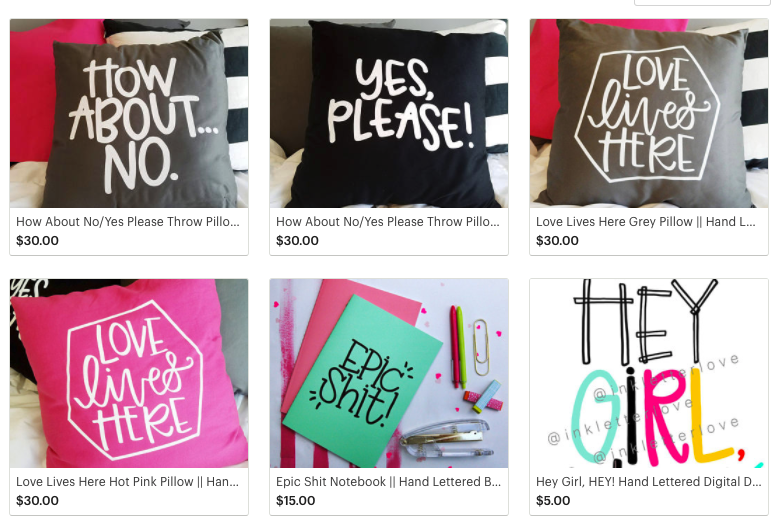 HOW
ABOUT...
NO.
How About No/Yes Please Throw Pillo...
$30.00
YES,
PLEASE!
How About No/Yes Please Throw Pillo...
$30.00
LOVE
lives
HERE
Love Lives Here Grey Pillow || Hand L...
$30.00
YES
LOVE
lives
HERE
Love Lives Here Hot Pink Pillow || Han...
$30.00
EPIC
Shit!
Epic Shit Notebook || Hand Lettered B...
$15.00
HEY
GiRL,
@inkletterlove
@inkletterlove
@inkletterlove
Hey Girl, HEY! Hand Lettered Digital D...
$5.00